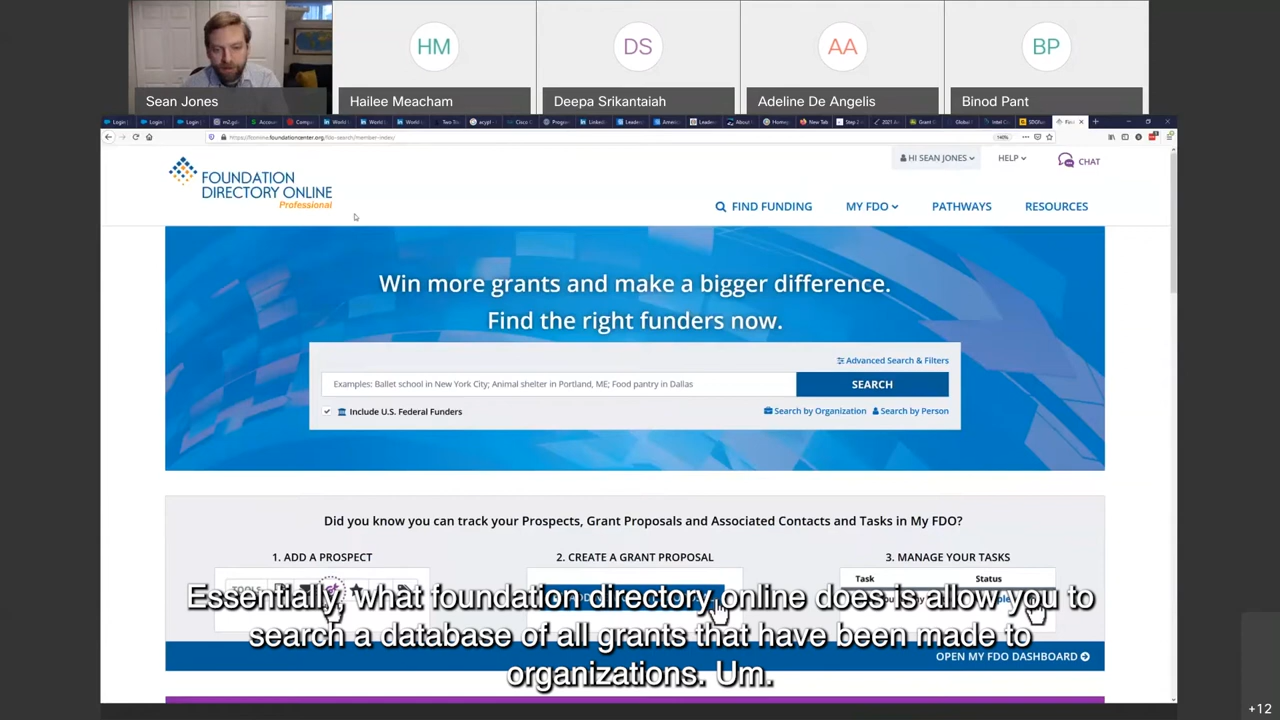 HM
DS
AA
BP
Sean Jones
Hailee Meacham
Deepa Srikantaiah
Adeline De Angelis
Binod Pant
HI SEAN JONES
HELP
CHAT
FOUNDATION
DIRECTORY ONLINE
Professional
FIND FUNDING
MY FDO
PATHWAYS
RESOURCES
Win more grants and make a bigger difference.
Find the right funders now.
Advanced Search & Filters
Examples: Ballet school in New York City; Animal shelter in Portland, ME; Food pantry in Dallas
SEARCH
Include U.S. Federal Funders
Search by Organization
Search by Person
Did you know you can track your Prospects, Grant Proposals and Associated Contacts and Tasks in My FDO?
1. ADD A PROSPECT
2. CREATE A GRANT PROPOSAL
3. MANAGE YOUR TASKS
Task
Status
Essentially, what foundation directory online does is allow you to
search a database of all grants that have been made to
organizations. Um.
OPEN MY FDO DASHBOARD
+12